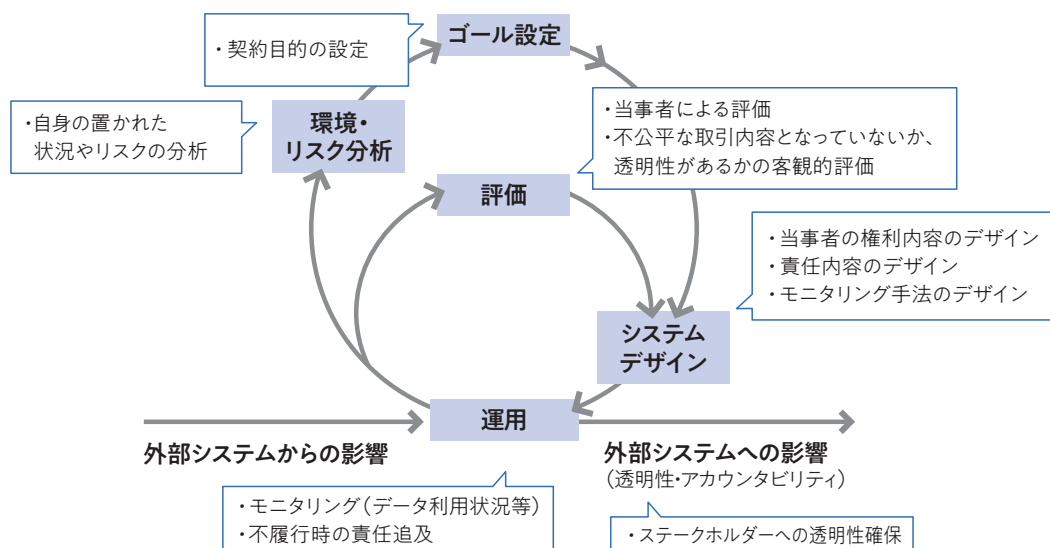 ゴール設定
・契約目的の設定
環境・
リスク分析
・自身の置かれた
状況やリスクの分析
・当事者による評価
・不公平な取引内容となっていないか、
透明性があるかの客観的評価
評価
・当事者の権利内容のデザイン
・責任内容のデザイン
・モニタリング手法のデザイン
システム
デザイン
運用
外部システムからの影響
外部システムへの影響
(透明性・アカウンタビリティ)
・モニタリング(データ利用状況等)
・不履行時の責任追及
・ステークホルダーへの透明性確保